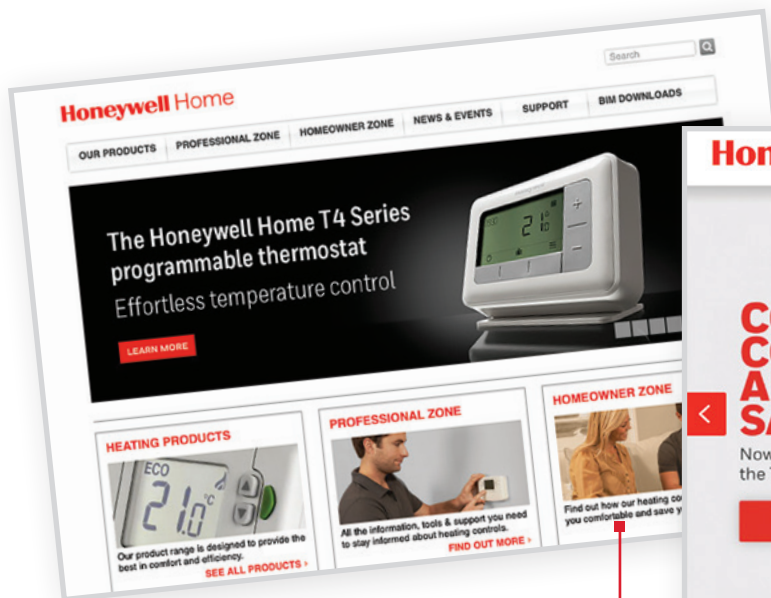 Search
Honeywell Home
OUR PRODUCTS
PROFESSIONAL ZONE
HOMEOWNER ZONE
NEWS & EVENTS
SUPPORT
BIM DOWNLOADS
The Honeywell Home T4 Series
programmable thermostat
Effortless temperature control
LEARN MORE
21°
HEATING PRODUCTS
ECO
21.0°C
Our product range is designed to provide the
best in comfort and efficiency.
SEE ALL PRODUCTS ›
PROFESSIONAL ZONE
All the information, tools & support you need
to stay informed about heating controls.
FIND OUT MORE ›
HOMEOWNER ZONE
Find out how our heating
you comfortable and save
Now
the